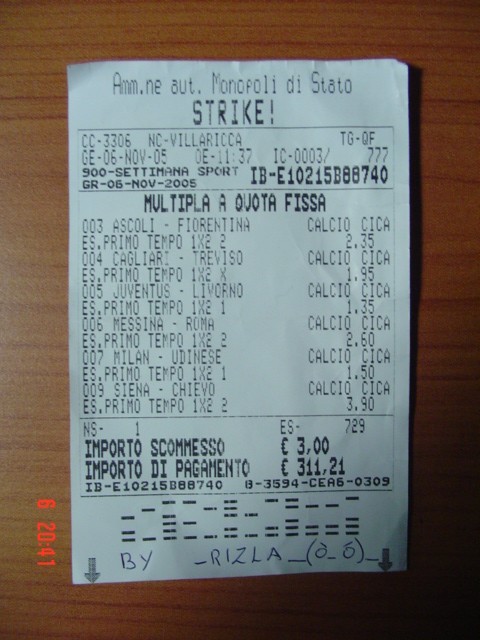 Amm.ne aut. Monopoli di Stato
STRIKE!
CC-3306 NC-VILLARICCA TG-QF
GE-06-NOV-05 OE-11:37 IC-0003/ 777
900-SETTIMANA SPORT IB-E10215B88740
GR-06-NOV-2005
MULTIPLA A QUOTA FISSA
003 ASCOLI - FIORENTINA CALCIO CICA
ES.PRIMO TEMPO 1X2 2 2.35
004 CAGLIARI - TREVISO CALCIO CICA
ES.PRIMO TEMPO 1X2 X 1.95
005 JUVENTUS - LIVORNO CALCIO CICA
ES.PRIMO TEMPO 1X2 1 1.35
006 MESSINA - ROMA CALCIO CICA
ES.PRIMO TEMPO 1X2 2 2.60
007 MILAN - UDINESE CALCIO CICA
ES.PRIMO TEMPO 1X2 1 1.50
009 SIENA - CHIEVO CALCIO CICA
ES.PRIMO TEMPO 1X2 2 3.90
NS- 1 ES- 729
IMPORTO SCOMMESSO € 3,00
IMPORTO DI PAGAMENTO € 311,21
IB-E10215B88740 B-3594-CEA6-0309
BY _RIZLA_(ò_ó)_
6 20:41